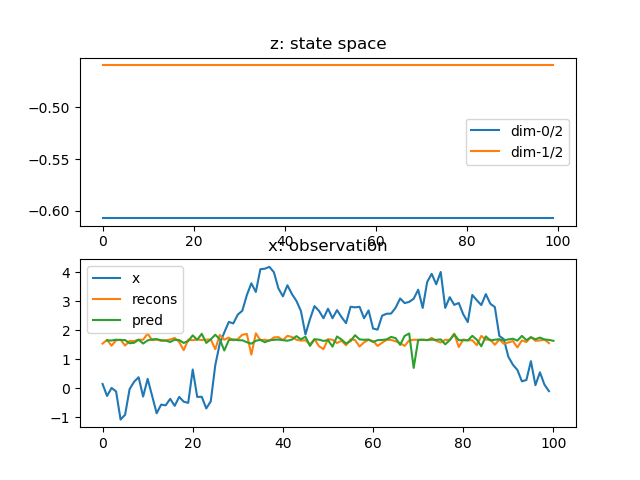 z: state space
−0.50
−0.55
−0.60
dim-0/2
dim-1/2
0 20 40 60 80 100
x: observation
4
3
2
1
0
−1
x
recons
pred
0 20 40 60 80 100